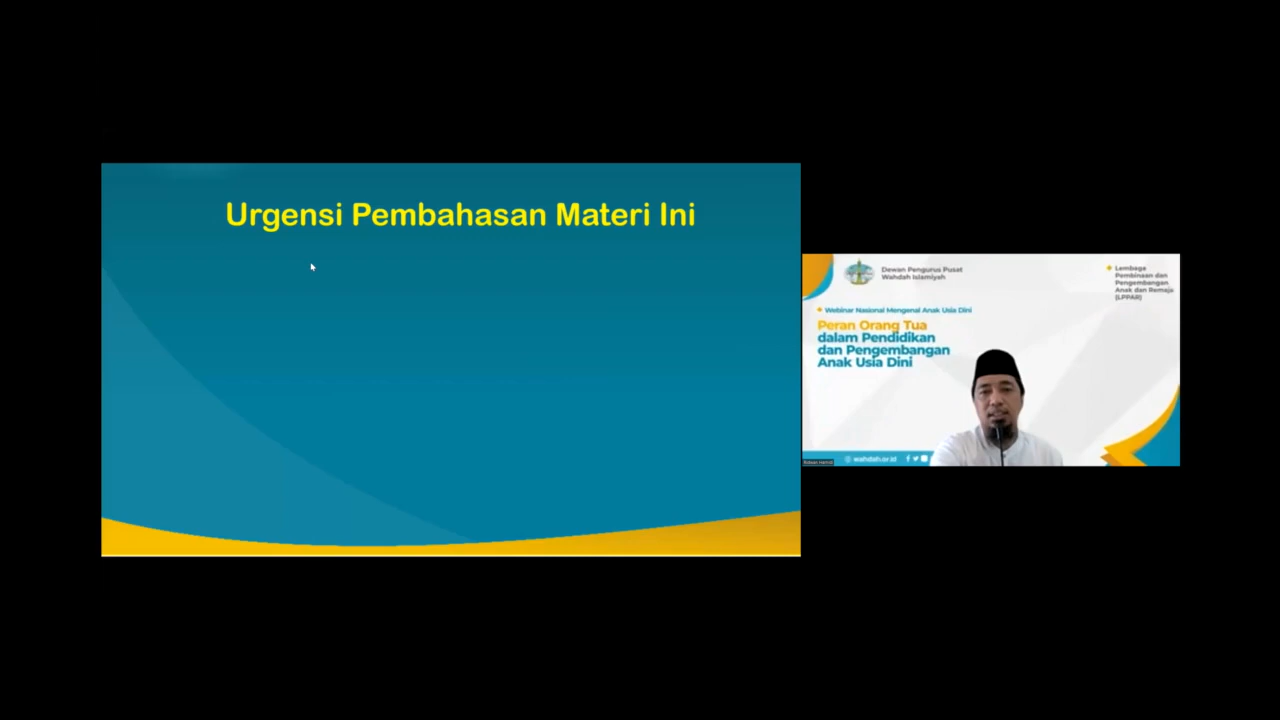 Urgensi Pembahasan Materi Ini
Dewan Pengurus Pusat
Wahdah Islamiyah
Lembaga
Pembinaan dan
Pengembangan
Anak dan Remaja
(LPPAR)
Webinar Nasional Mengenal Anak Usia Dini
Peran Orang Tua
dalam Pendidikan
dan Pengembangan
Anak Usia Dini
wahdah.or.id